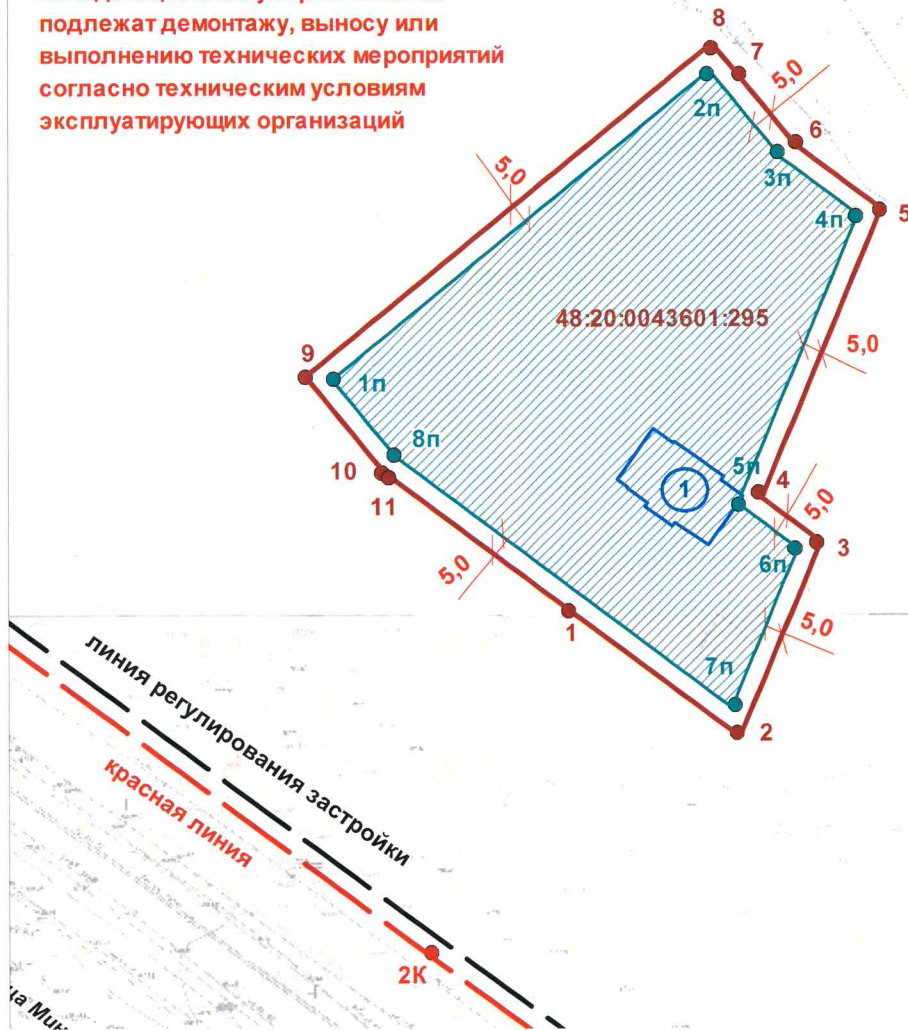 подлежат демонтажу, выносу или
выполнению технических мероприятий
согласно техническим условиям
эксплуатирующих организаций
8
7
5,0
2п
6
3п
5,0
4п
5
48:20:0043601:295
5,0
9
1п
8п
5п
4
10
1
11
5,0
3
6п
5,0
5,0
1
7п
2
линия регулирования застройки
красная линия
2К